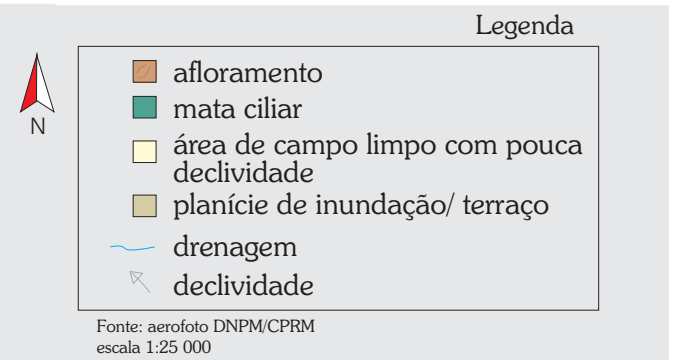 Legenda
N
afloramento
mata ciliar
área de campo limpo com pouca
declividade
planície de inundação/ terraço
drenagem
declividade
Fonte: aerofoto DNPM/CPRM
escala 1:25 000